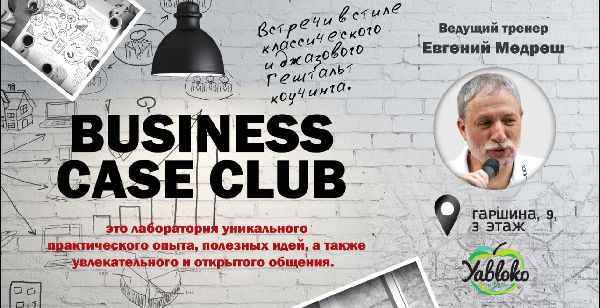 Встречи в стиле
классического
и джазового
Гештальт
коучинга.
Ведущий тренер
Евгений Медреш
BUSINESS
CASE CLUB
это лаборатория уникального
практического опыта, полезных идей, а также
увлекательного и открытого общения.
ГАРШИНА, 9,
3 ЭТАЖ
Yabloko